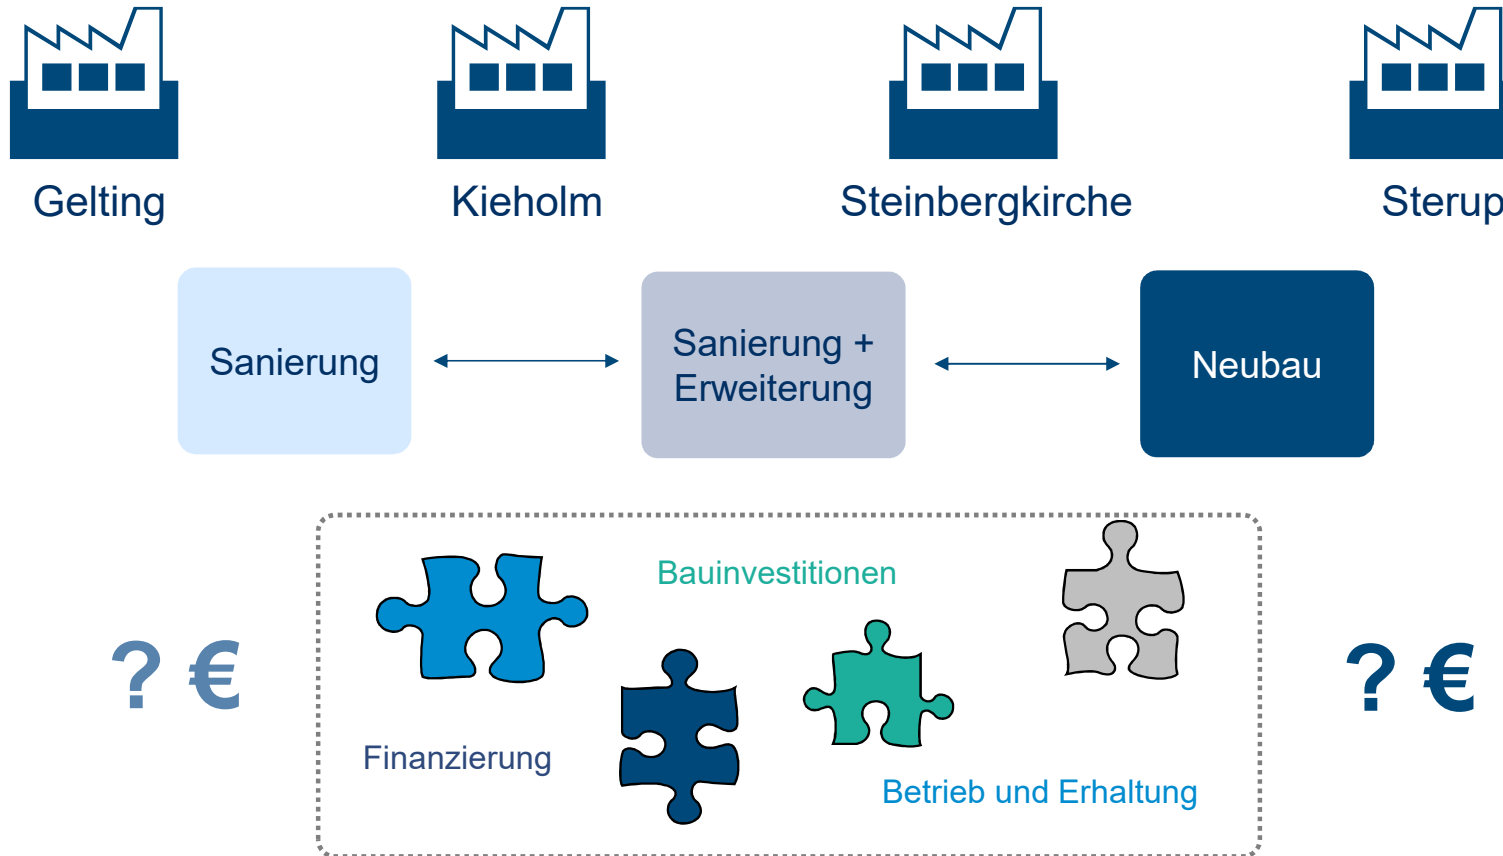 Gelting
Kieholm
Steinbergkirche
Sterup
Sanierung
Sanierung +
Erweiterung
Neubau
Bauinvestitionen
? €
? €
Finanzierung
Betrieb und Erhaltung